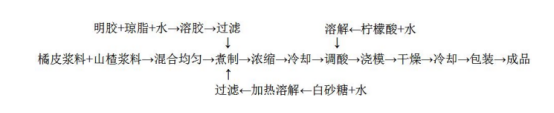 明胶+琼脂+水→溶胶→过滤
溶解←柠檬酸+水
↓
↓
橘皮浆料+山楂浆料→混合均匀→煮制→浓缩→冷却→调酸→浇模→干燥→冷却→包装→成品
↑
过滤←加热溶解←白砂糖+水